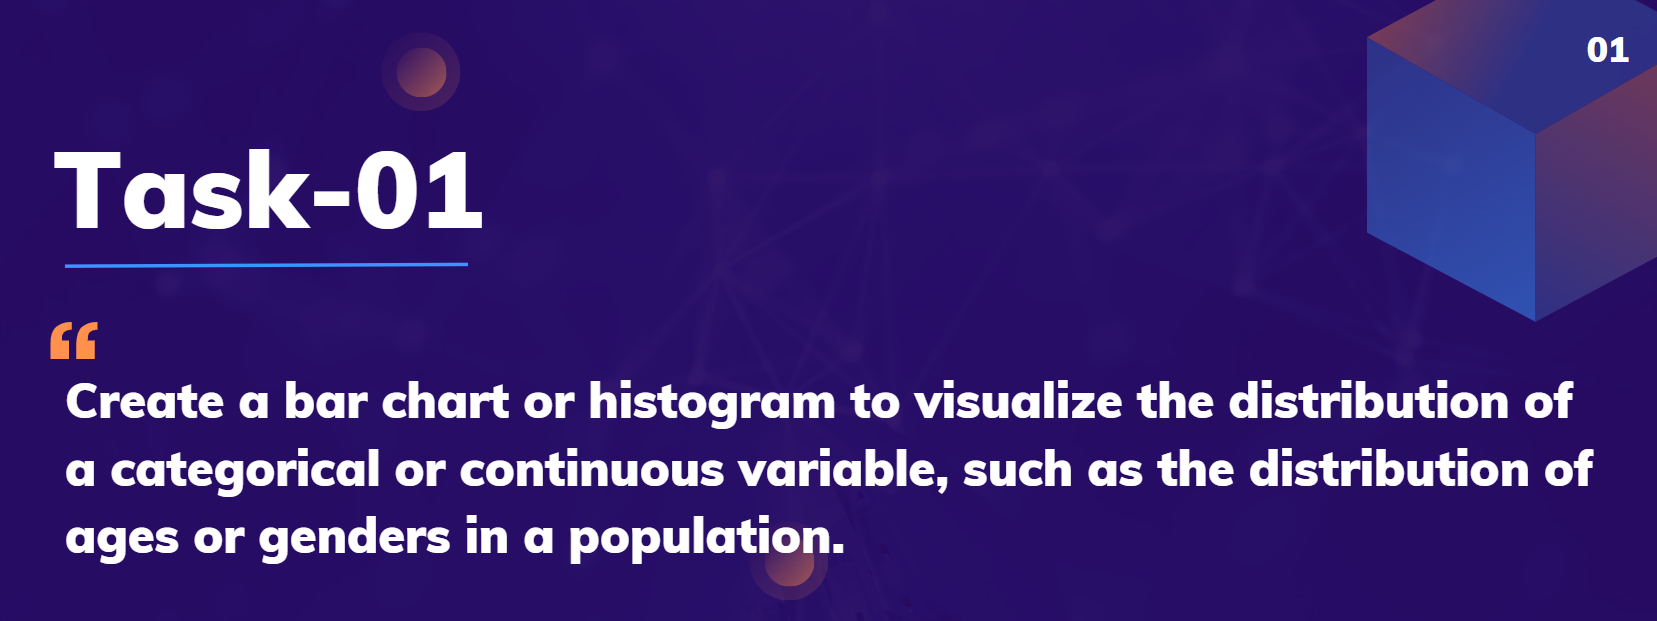 01
Task-01
“
Create a bar chart or histogram to visualize the distribution of
a categorical or continuous variable, such as the distribution of
ages or genders in a population.